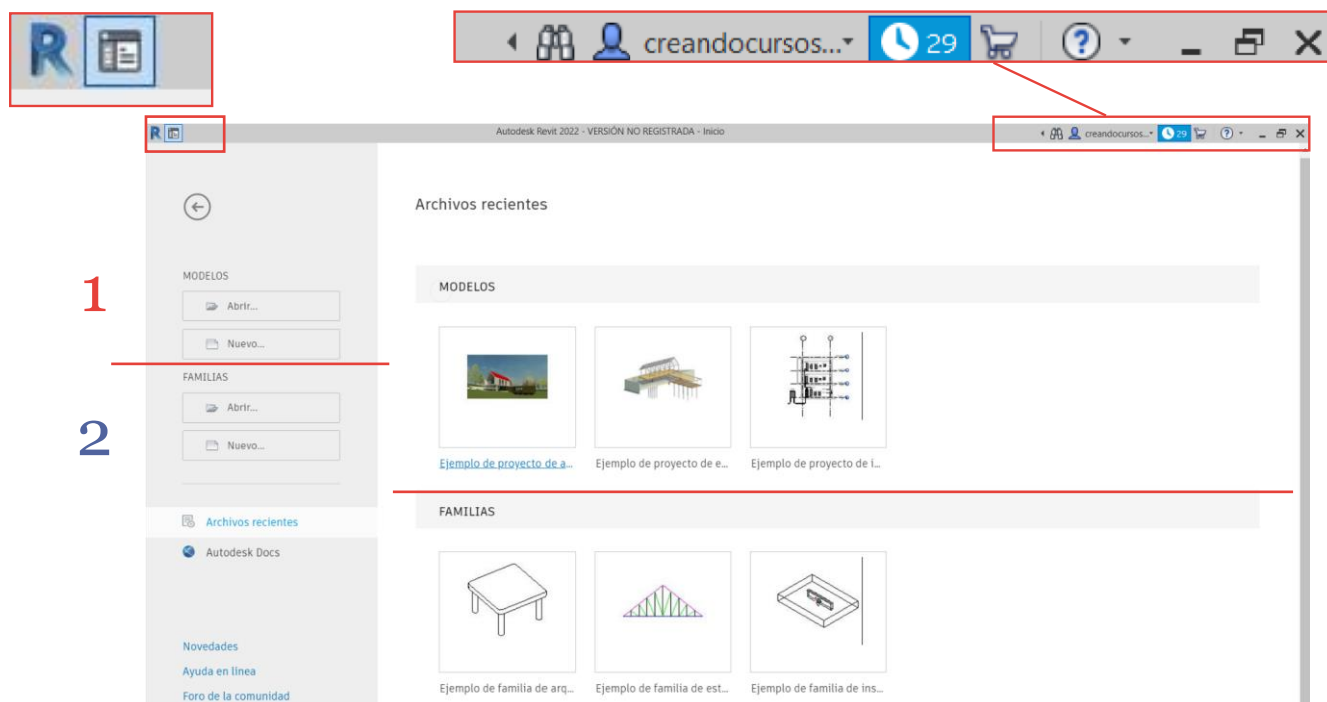 R
creandocursos...
29
?
R
Autodesk Revit 2022 - VERSIÓN NO REGISTRADA - Inicio
creandocursos...
29
?
Archivos recientes
1
MODELOS
Abrir...
Nuevo...
MODELOS
2
FAMILIAS
Abrir...
Nuevo...
Ejemplo de proyecto de a...
Ejemplo de proyecto de e...
Ejemplo de proyecto de i...
Archivos recientes
Autodesk Docs
FAMILIAS
Novedades
Ayuda en línea
Foro de la comunidad
Ejemplo de familia de arq...
Ejemplo de familia de est...
Ejemplo de familia de ins...